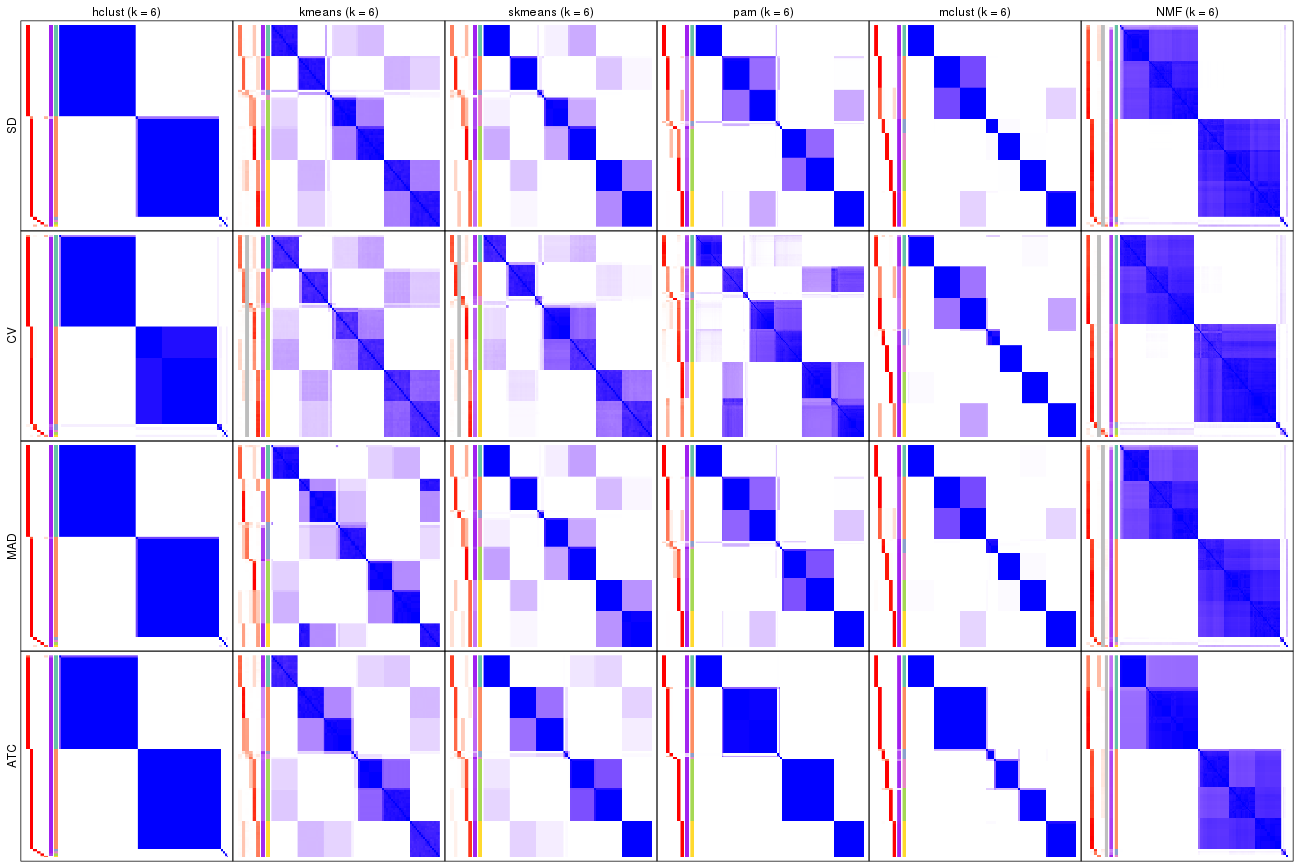 hclust (k = 6) kmeans (k = 6) skmeans (k = 6) pam (k = 6) mclust (k = 6) NMF (k = 6)
SD
CV
MAD
ATC